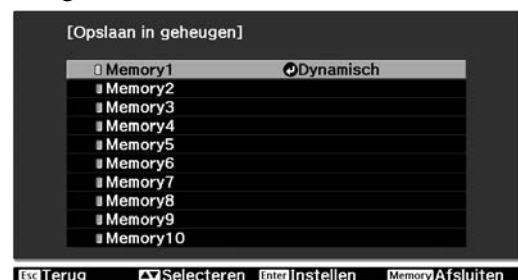 [Opslaan in geheugen]
Memory1 Dynamisch
Memory2
Memory3
Memory4
Memory5
Memory6
Memory7
Memory8
Memory9
Memory10
Esc Terug Selecteren Enter Instellen Memory Afsluiten